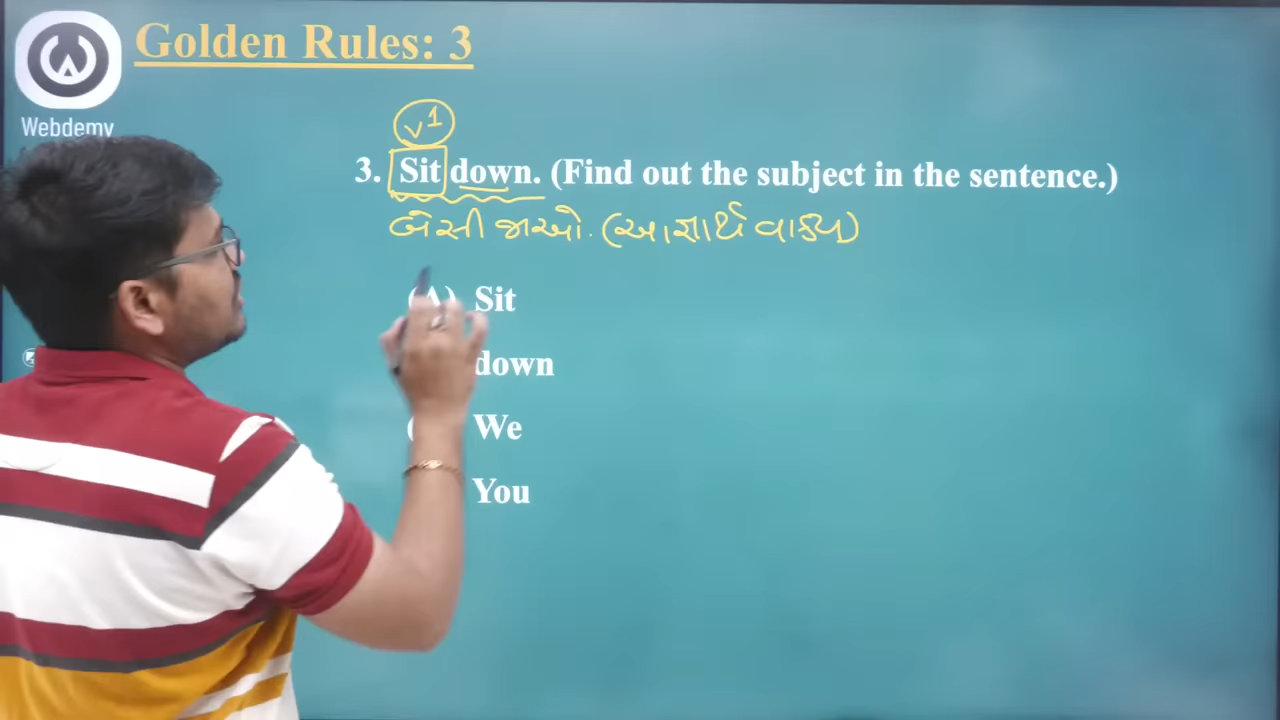 Golden Rules: 3
Webdemy
v1
3. Sit down. (Find out the subject in the sentence.)
બેસી જાઓ. (આજ્ઞાર્થ વાક્ય)
(A) Sit
down
We
You